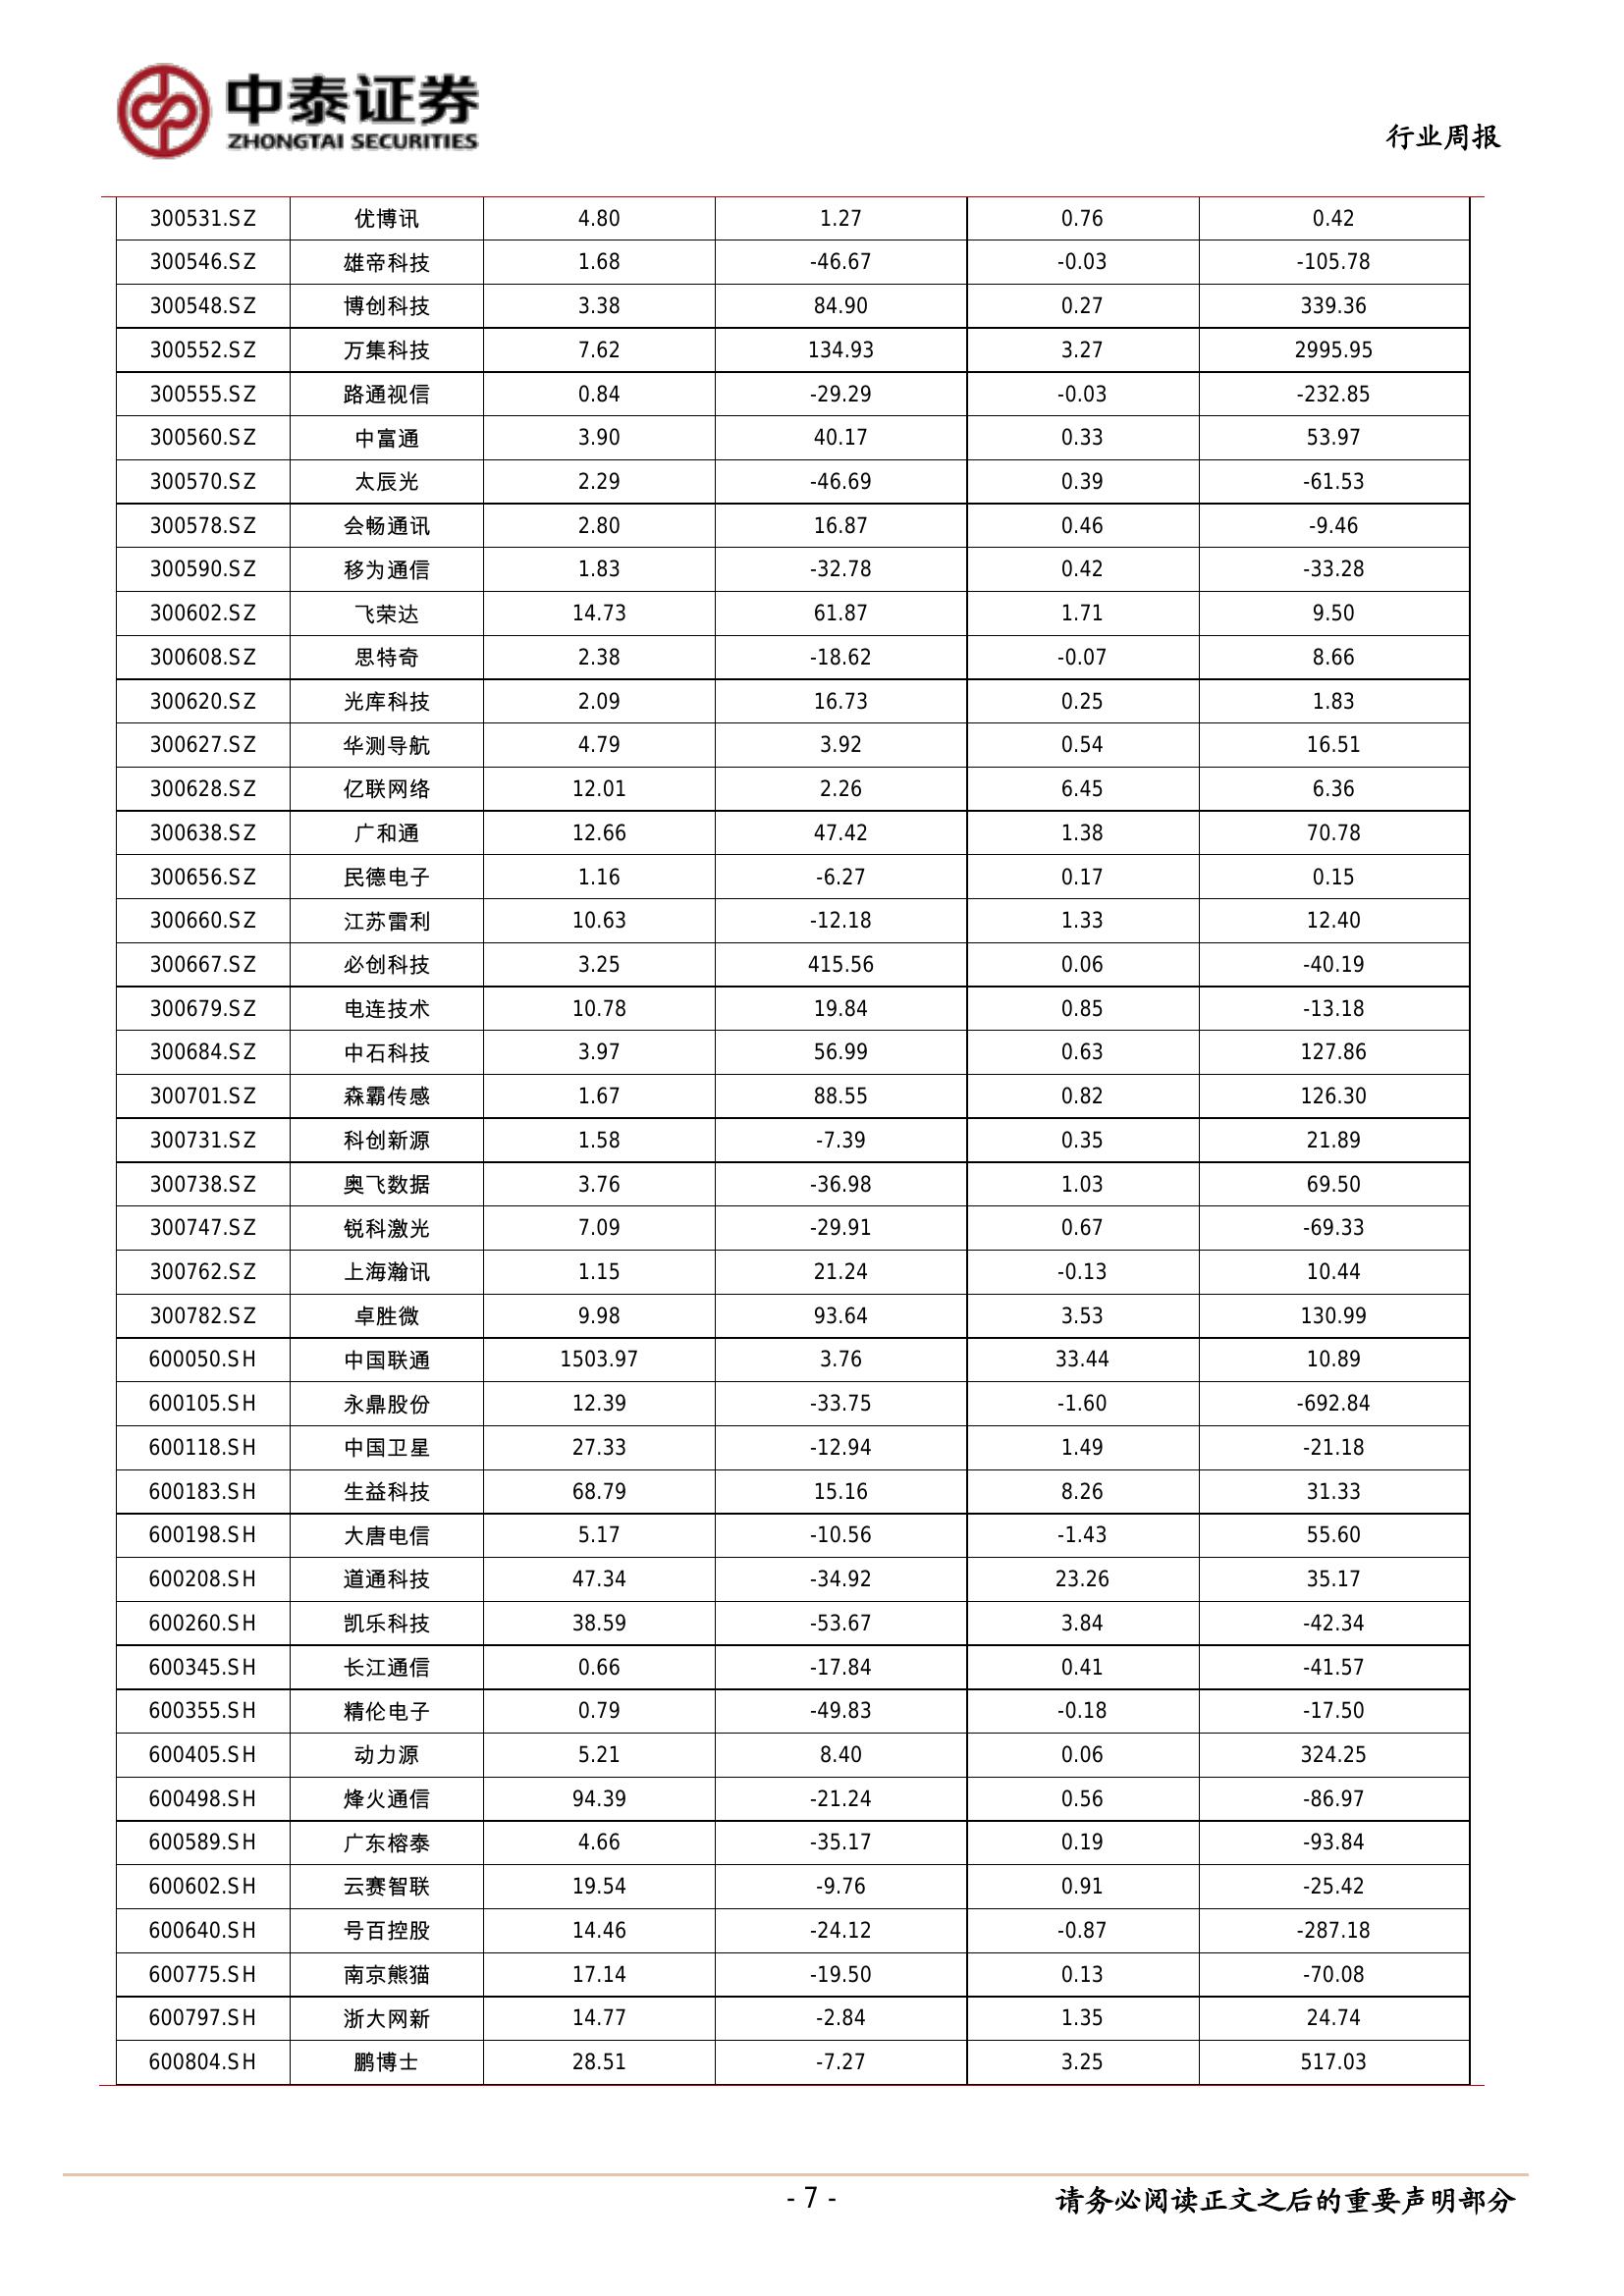 中泰证券
ZHONGTAI SECURITIES
行业周报
300531.SZ 优博讯 4.80 1.27 0.76 0.42
300546.SZ 雄帝科技 1.68 -46.67 -0.03 -105.78
300548.SZ 博创科技 3.38 84.90 0.27 339.36
300552.SZ 万集科技 7.62 134.93 3.27 2995.95
300555.SZ 路通视信 0.84 -29.29 -0.03 -232.85
300560.SZ 中富通 3.90 40.17 0.33 53.97
300570.SZ 太辰光 2.29 -46.69 0.39 -61.53
300578.SZ 会畅通讯 2.80 16.87 0.46 -9.46
300590.SZ 移为通信 1.83 -32.78 0.42 -33.28
300602.SZ 飞荣达 14.73 61.87 1.71 9.50
300608.SZ 思特奇 2.38 -18.62 -0.07 8.66
300620.SZ 光库科技 2.09 16.73 0.25 1.83
300627.SZ 华测导航 4.79 3.92 0.54 16.51
300628.SZ 亿联网络 12.01 2.26 6.45 6.36
300638.SZ 广和通 12.66 47.42 1.38 70.78
300656.SZ 民德电子 1.16 -6.27 0.17 0.15
300660.SZ 江苏雷利 10.63 -12.18 1.33 12.40
300667.SZ 必创科技 3.25 415.56 0.06 -40.19
300679.SZ 电连技术 10.78 19.84 0.85 -13.18
300684.SZ 中石科技 3.97 56.99 0.63 127.86
300701.SZ 森霸传感 1.67 88.55 0.82 126.30
300731.SZ 科创新源 1.58 -7.39 0.35 21.89
300738.SZ 奥飞数据 3.76 -36.98 1.03 69.50
300747.SZ 锐科激光 7.09 -29.91 0.67 -69.33
300762.SZ 上海瀚讯 1.15 21.24 -0.13 10.44
300782.SZ 卓胜微 9.98 93.64 3.53 130.99
600050.SH 中国联通 1503.97 3.76 33.44 10.89
600105.SH 永鼎股份 12.39 -33.75 -1.60 -692.84
600118.SH 中国卫星 27.33 -12.94 1.49 -21.18
600183.SH 生益科技 68.79 15.16 8.26 31.33
600198.SH 大唐电信 5.17 -10.56 -1.43 55.60
600208.SH 道通科技 47.34 -34.92 23.26 35.17
600260.SH 凯乐科技 38.59 -53.67 3.84 -42.34
600345.SH 长江通信 0.66 -17.84 0.41 -41.57
600355.SH 精伦电子 0.79 -49.83 -0.18 -17.50
600405.SH 动力源 5.21 8.40 0.06 324.25
600498.SH 烽火通信 94.39 -21.24 0.56 -86.97
600589.SH 广东榕泰 4.66 -35.17 0.19 -93.84
600602.SH 云赛智联 19.54 -9.76 0.91 -25.42
600640.SH 号百控股 14.46 -24.12 -0.87 -287.18
600775.SH 南京熊猫 17.14 -19.50 0.13 -70.08
600797.SH 浙大网新 14.77 -2.84 1.35 24.74
600804.SH 鹏博士 28.51 -7.27 3.25 517.03
- 7 -
请务必阅读正文之后的重要声明部分